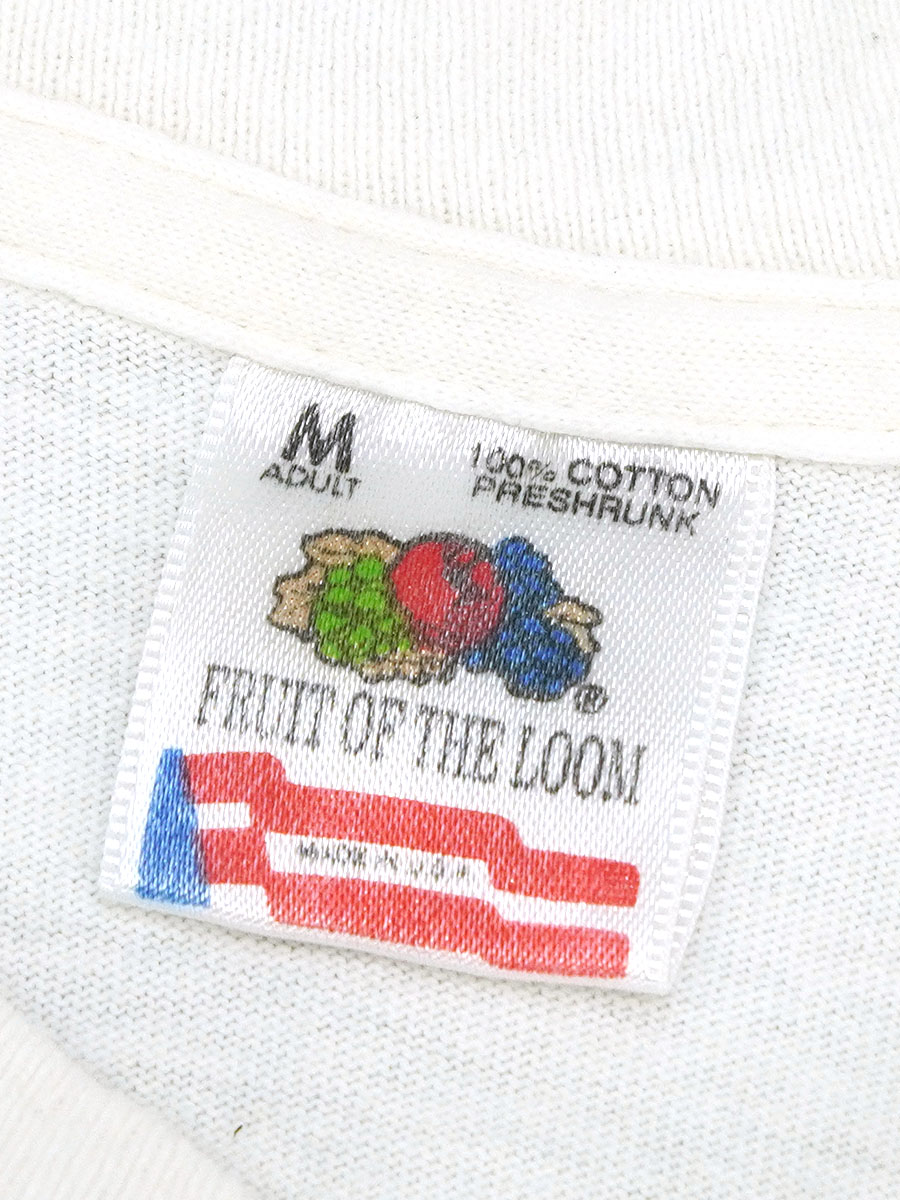 M
ADULT
100% COTTON
PRESHRUNK
®
FRUIT OF THE LOOM
MADE IN U.S.A.